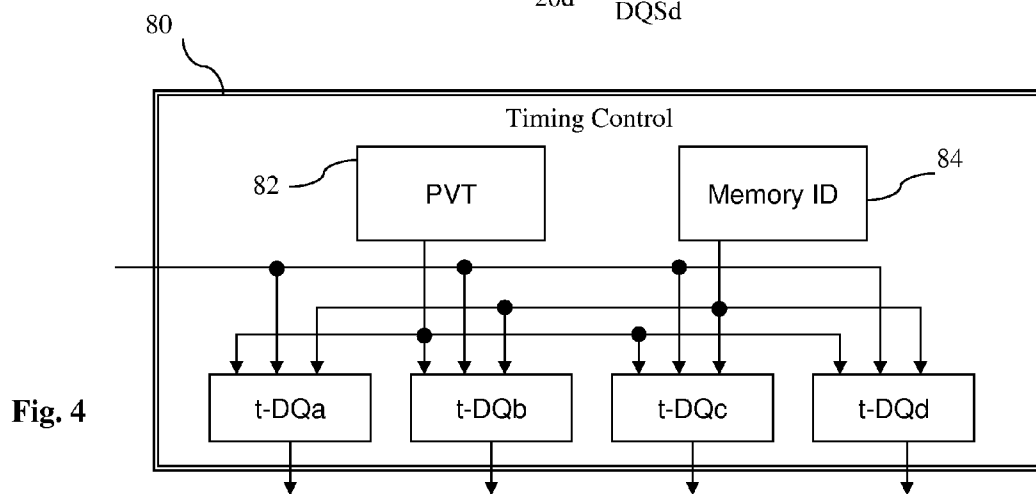 20d DQSd
80
Timing Control
82 PVT Memory ID 84
Fig. 4 t-DQa t-DQb t-DQc t-DQd